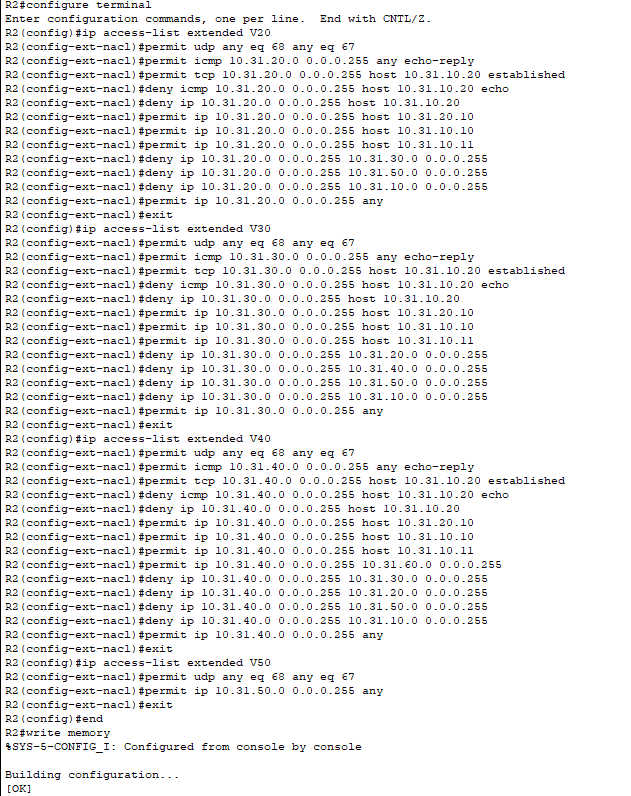 R2#configure terminal
Enter configuration commands, one per line.  End with CNTL/Z.
R2(config)#ip access-list extended V20
R2(config-ext-nacl)#permit udp any eq 68 any eq 67
R2(config-ext-nacl)#permit icmp 10.31.20.0 0.0.0.255 any echo-reply
R2(config-ext-nacl)#permit tcp 10.31.20.0 0.0.0.255 host 10.31.10.20 established
R2(config-ext-nacl)#deny icmp 10.31.20.0 0.0.0.255 host 10.31.10.20 echo
R2(config-ext-nacl)#deny ip 10.31.20.0 0.0.0.255 host 10.31.10.20
R2(config-ext-nacl)#permit ip 10.31.20.0 0.0.0.255 host 10.31.20.10
R2(config-ext-nacl)#permit ip 10.31.20.0 0.0.0.255 host 10.31.10.10
R2(config-ext-nacl)#permit ip 10.31.20.0 0.0.0.255 host 10.31.10.11
R2(config-ext-nacl)#deny ip 10.31.20.0 0.0.0.255 10.31.30.0 0.0.0.255
R2(config-ext-nacl)#deny ip 10.31.20.0 0.0.0.255 10.31.50.0 0.0.0.255
R2(config-ext-nacl)#deny ip 10.31.20.0 0.0.0.255 10.31.10.0 0.0.0.255
R2(config-ext-nacl)#permit ip 10.31.20.0 0.0.0.255 any
R2(config-ext-nacl)#exit
R2(config)#ip access-list extended V30
R2(config-ext-nacl)#permit udp any eq 68 any eq 67
R2(config-ext-nacl)#permit icmp 10.31.30.0 0.0.0.255 any echo-reply
R2(config-ext-nacl)#permit tcp 10.31.30.0 0.0.0.255 host 10.31.10.20 established
R2(config-ext-nacl)#deny icmp 10.31.30.0 0.0.0.255 host 10.31.10.20 echo
R2(config-ext-nacl)#deny ip 10.31.30.0 0.0.0.255 host 10.31.10.20
R2(config-ext-nacl)#permit ip 10.31.30.0 0.0.0.255 host 10.31.20.10
R2(config-ext-nacl)#permit ip 10.31.30.0 0.0.0.255 host 10.31.10.10
R2(config-ext-nacl)#permit ip 10.31.30.0 0.0.0.255 host 10.31.10.11
R2(config-ext-nacl)#deny ip 10.31.30.0 0.0.0.255 10.31.20.0 0.0.0.255
R2(config-ext-nacl)#deny ip 10.31.30.0 0.0.0.255 10.31.40.0 0.0.0.255
R2(config-ext-nacl)#deny ip 10.31.30.0 0.0.0.255 10.31.50.0 0.0.0.255
R2(config-ext-nacl)#deny ip 10.31.30.0 0.0.0.255 10.31.10.0 0.0.0.255
R2(config-ext-nacl)#permit ip 10.31.30.0 0.0.0.255 any
R2(config-ext-nacl)#exit
R2(config)#ip access-list extended V40
R2(config-ext-nacl)#permit udp any eq 68 any eq 67
R2(config-ext-nacl)#permit icmp 10.31.40.0 0.0.0.255 any echo-reply
R2(config-ext-nacl)#permit tcp 10.31.40.0 0.0.0.255 host 10.31.10.20 established
R2(config-ext-nacl)#deny icmp 10.31.40.0 0.0.0.255 host 10.31.10.20 echo
R2(config-ext-nacl)#deny ip 10.31.40.0 0.0.0.255 host 10.31.10.20
R2(config-ext-nacl)#permit ip 10.31.40.0 0.0.0.255 host 10.31.20.10
R2(config-ext-nacl)#permit ip 10.31.40.0 0.0.0.255 host 10.31.10.10
R2(config-ext-nacl)#permit ip 10.31.40.0 0.0.0.255 host 10.31.10.11
R2(config-ext-nacl)#permit ip 10.31.40.0 0.0.0.255 10.31.60.0 0.0.0.255
R2(config-ext-nacl)#deny ip 10.31.40.0 0.0.0.255 10.31.30.0 0.0.0.255
R2(config-ext-nacl)#deny ip 10.31.40.0 0.0.0.255 10.31.20.0 0.0.0.255
R2(config-ext-nacl)#deny ip 10.31.40.0 0.0.0.255 10.31.50.0 0.0.0.255
R2(config-ext-nacl)#deny ip 10.31.40.0 0.0.0.255 10.31.10.0 0.0.0.255
R2(config-ext-nacl)#permit ip 10.31.40.0 0.0.0.255 any
R2(config-ext-nacl)#exit
R2(config)#ip access-list extended V50
R2(config-ext-nacl)#permit udp any eq 68 any eq 67
R2(config-ext-nacl)#permit ip 10.31.50.0 0.0.0.255 any
R2(config-ext-nacl)#exit
R2(config)#end
R2#write memory
%SYS-5-CONFIG_I: Configured from console by console
Building configuration...
[OK]